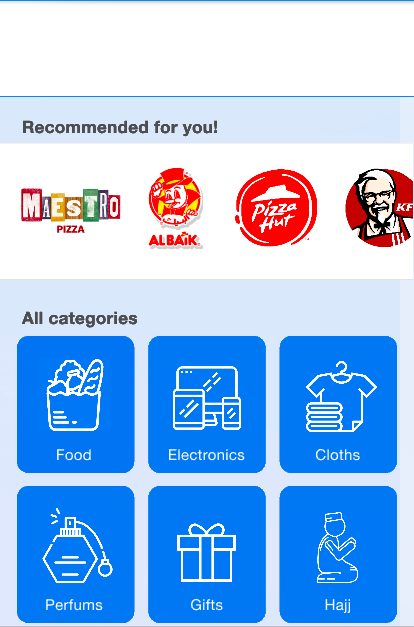 Recommended for you!
MAESTRO
PIZZA
ALBAIK
Pizza
Hut
KF
All categories
Food
Electronics
Cloths
Perfums
Gifts
Hajj